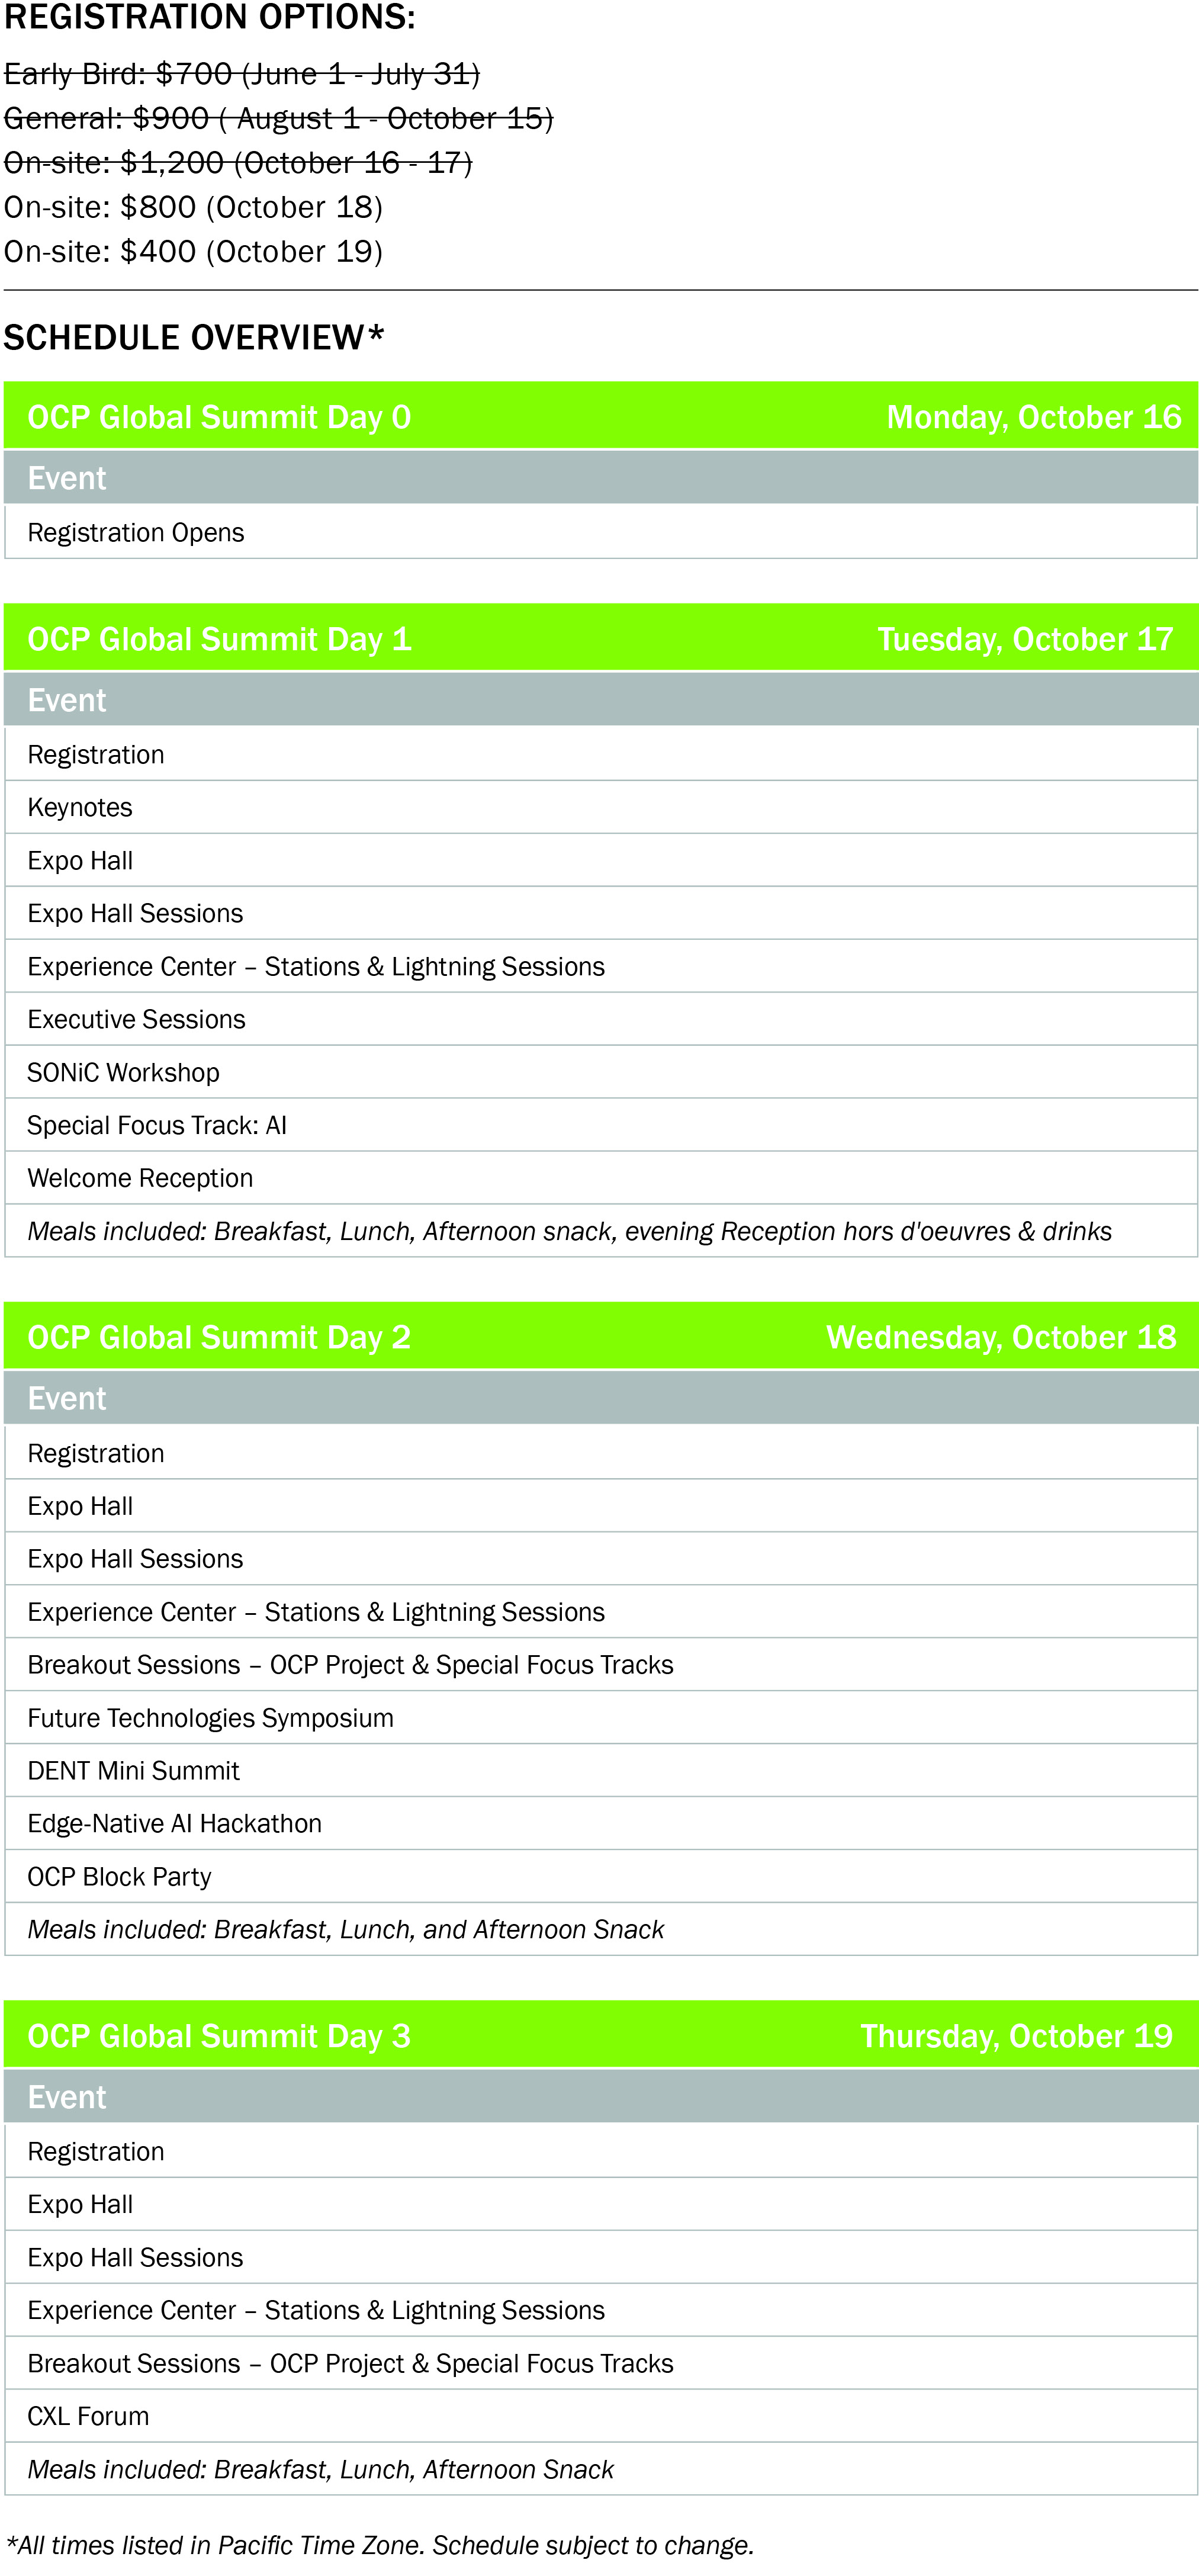 REGISTRATION OPTIONS:
Early Bird: $700 (June 1 - July 31)
General: $900 ( August 1 - October 15)
On-site: $1,200 (October 16 - 17)
On-site: $800 (October 18)
On-site: $400 (October 19)
SCHEDULE OVERVIEW*
OCP Global Summit Day 0 Monday, October 16
Event
Registration Opens
OCP Global Summit Day 1 Tuesday, October 17
Event
Registration
Keynotes
Expo Hall
Expo Hall Sessions
Experience Center – Stations & Lightning Sessions
Executive Sessions
SONiC Workshop
Special Focus Track: AI
Welcome Reception
Meals included: Breakfast, Lunch, Afternoon snack, evening Reception hors d'oeuvres & drinks
OCP Global Summit Day 2 Wednesday, October 18
Event
Registration
Expo Hall
Expo Hall Sessions
Experience Center – Stations & Lightning Sessions
Breakout Sessions – OCP Project & Special Focus Tracks
Future Technologies Symposium
DENT Mini Summit
Edge-Native AI Hackathon
OCP Block Party
Meals included: Breakfast, Lunch, and Afternoon Snack
OCP Global Summit Day 3 Thursday, October 19
Event
Registration
Expo Hall
Expo Hall Sessions
Experience Center – Stations & Lightning Sessions
Breakout Sessions – OCP Project & Special Focus Tracks
CXL Forum
Meals included: Breakfast, Lunch, Afternoon Snack
*All times listed in Pacific Time Zone. Schedule subject to change.